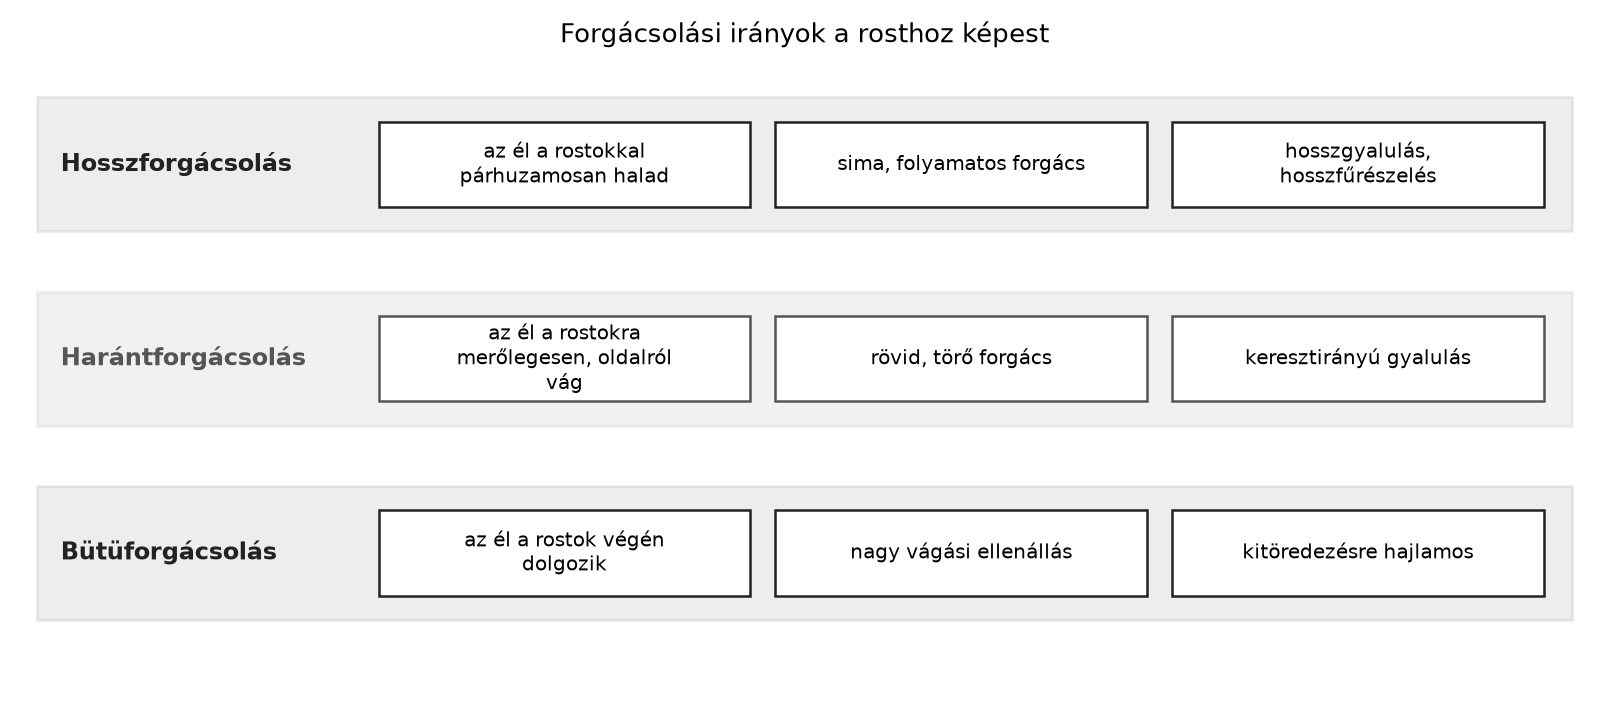 Forgácsolási irányok a rosthoz képest
Hosszforgácsolás
az él a rostokkal
párhuzamosan halad
sima, folyamatos forgács
hosszgyalulás,
hosszfűrészelés
Harántforgácsolás
az él a rostokra
merőlegesen, oldalról
vág
rövid, törő forgács
keresztirányú gyalulás
Bütüforgácsolás
az él a rostok végén
dolgozik
nagy vágási ellenállás
kitöredezésre hajlamos